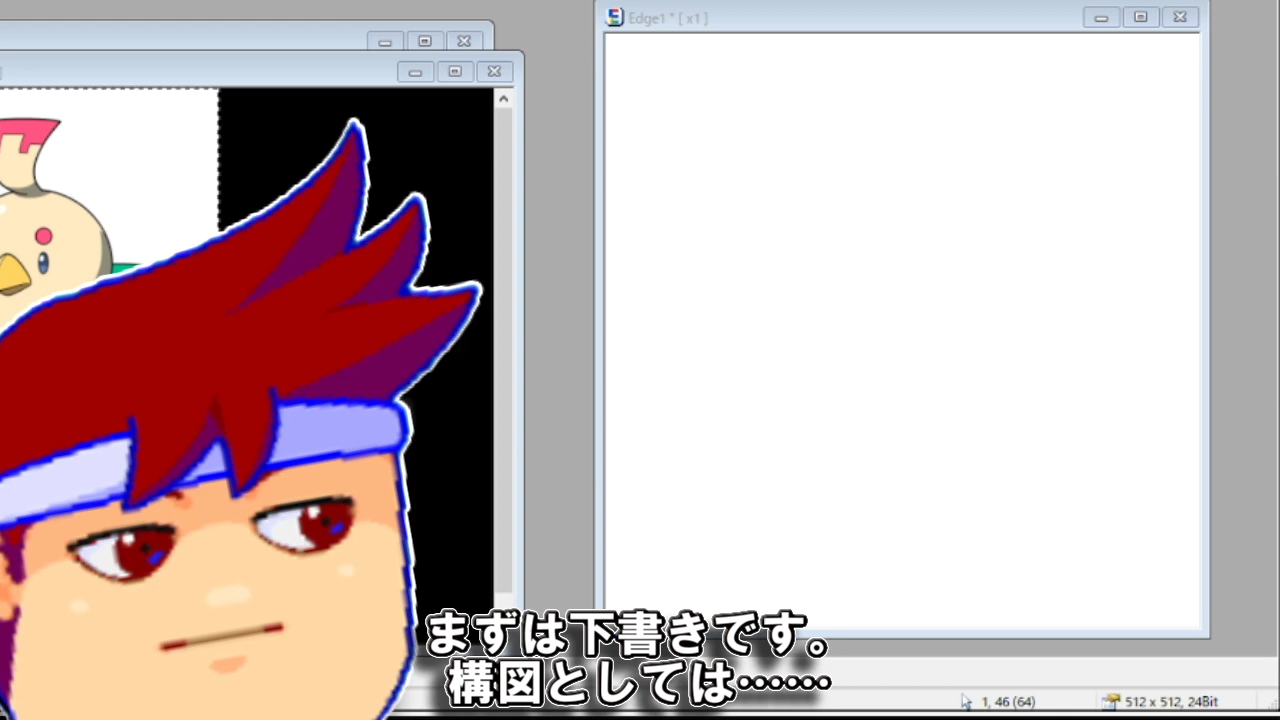 Edge1 * [ x1 ]
まずは下書きです。
構図としては……
1, 46 (64)
512 x 512, 24Bit